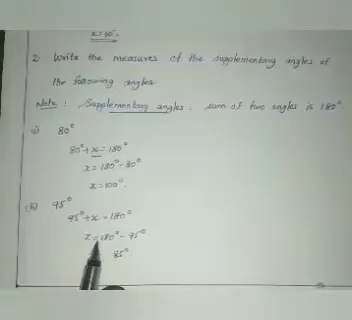 x = 60°.
2. Write the measures of the supplementary angles of
the following angles
Note : Supplementary angles : sum of two angles is 180°
i) 80°
80° + x = 180°
x = 180° - 80°
x = 100°.
ii) 95°
95° + x = 180°
x = 180° - 95°
85°